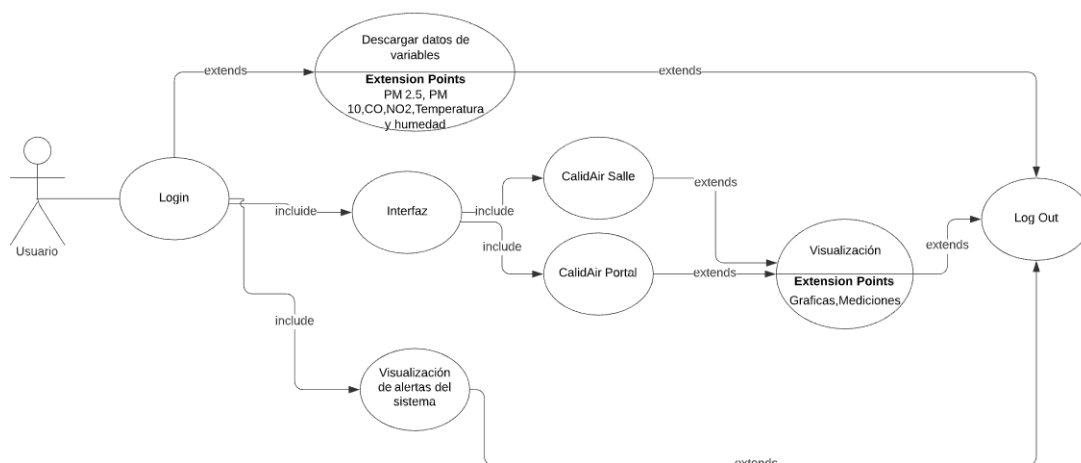 Descargar datos de
variables
Extension Points
PM 2.5, PM
10,CO,NO2,Temperatura
y humedad
extends
extends
Usuario
Login
incluide
Interfaz
include
include
CalidAir Salle
CalidAir Portal
extends
extends
Visualización
Extension Points
Graficas,Mediciones
extends
Log Out
include
Visualización
de alertas del
sistema
extends